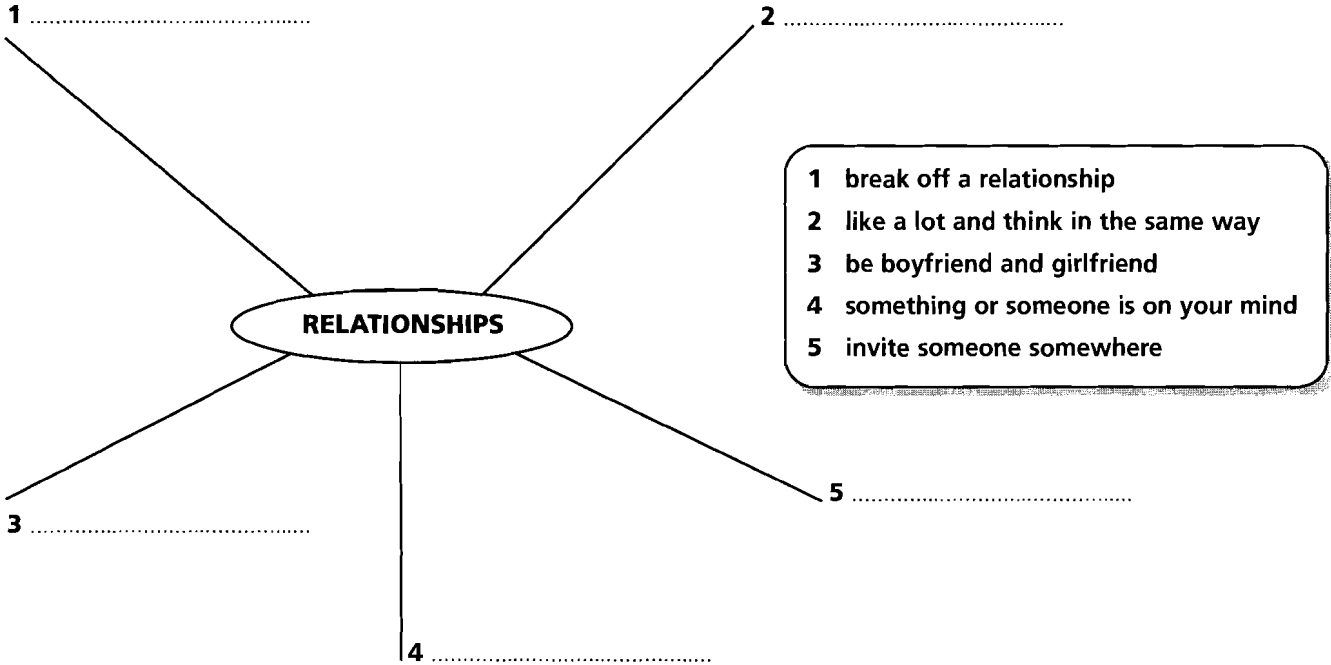 1 ........................................
2 ........................................
1 break off a relationship
2 like a lot and think in the same way
3 be boyfriend and girlfriend
4 something or someone is on your mind
5 invite someone somewhere
RELATIONSHIPS
5 ........................................
3 ........................................
4 ........................................